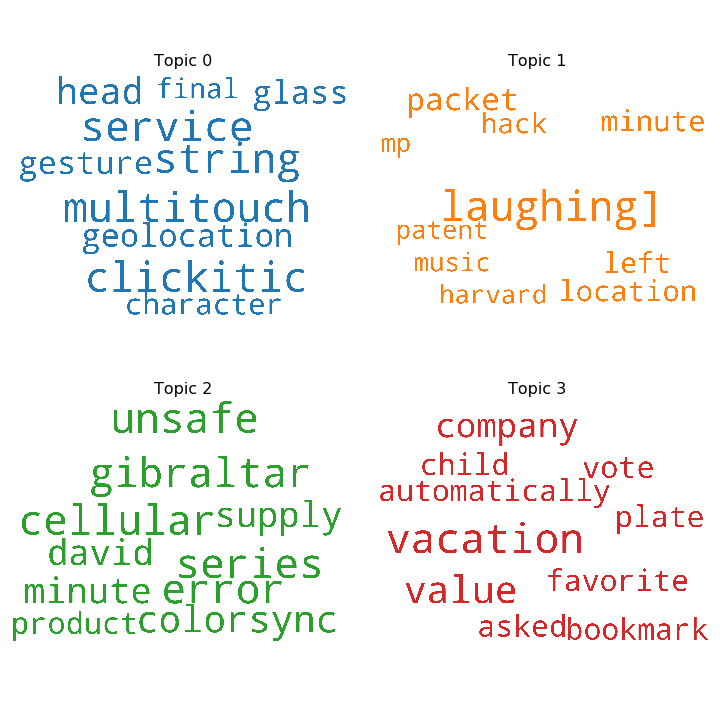 Topic 0
head final glass
service
gesture string
multitouch
geolocation
clickitic
character
Topic 1
packet
hack minute
mp
laughing]
patent
music left
harvard location
Topic 2
unsafe
gibraltar
cellular supply
david series
minute error
product colorsync
Topic 3
company
child vote
automatically
plate
vacation
value favorite
asked bookmark